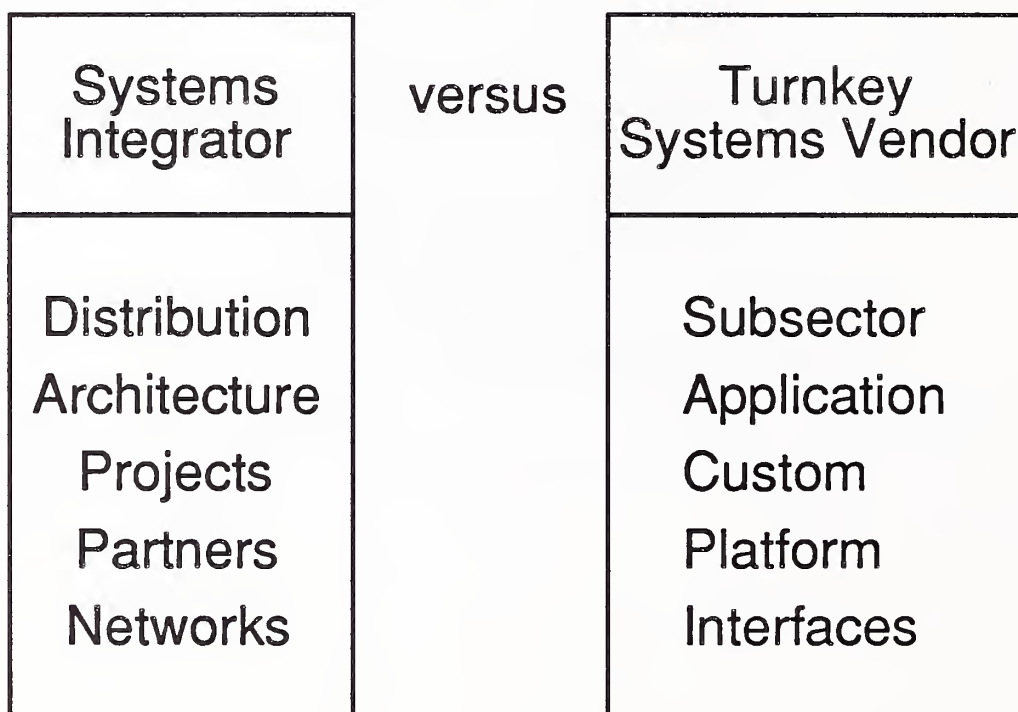 Systems
Integrator
versus
Turnkey
Systems Vendor
Distribution
Architecture
Projects
Partners
Networks
Subsector
Application
Custom
Platform
Interfaces